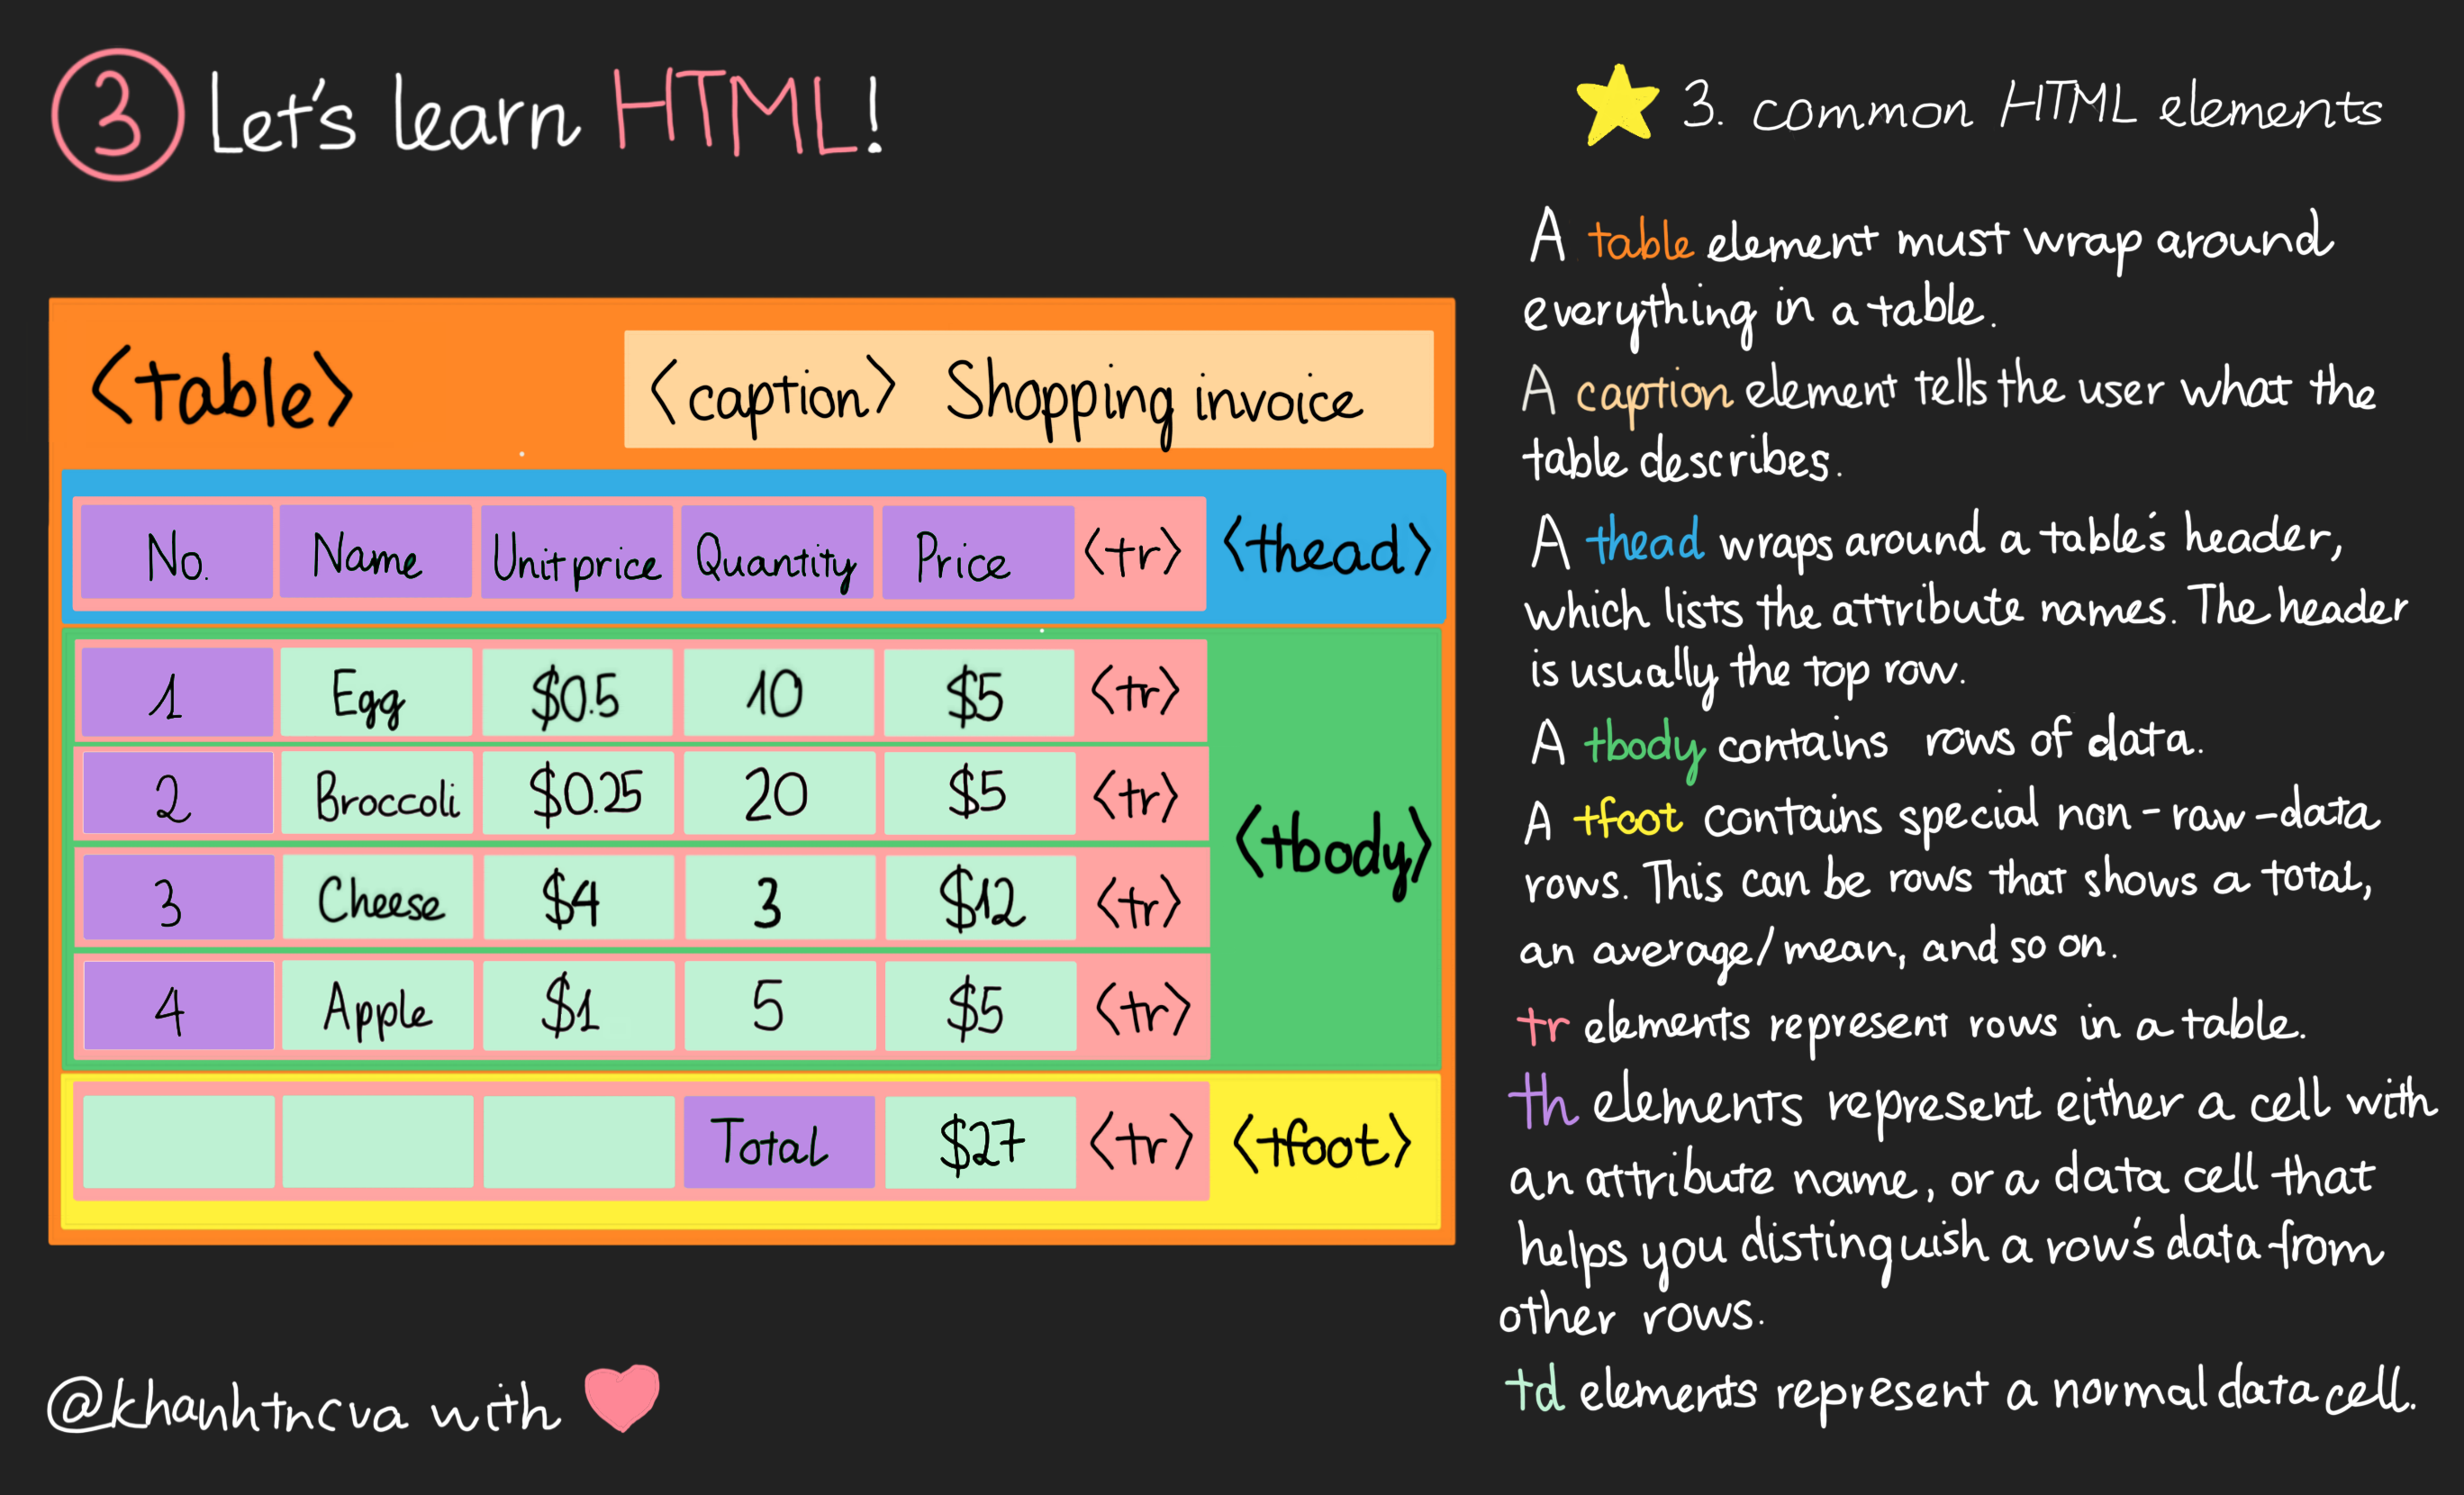 3 Let's learn HTML!
<table>
<caption> Shopping invoice
No. Name Unit price Quantity Price <tr> <thead>
1 Egg $0.5 10 $5 <tr>
2 Broccoli $0.25 20 $5 <tr>
<tbody>
3 Cheese $4 3 $12 <tr>
4 Apple $1 5 $5 <tr>
Total $27 <tr> <tfoot>
@khanhtncva with
3. common HTML elements
A table element must wrap around
everything in a table.
A caption element tells the user what the
table describes.
A thead wraps around a table's header,
which lists the attribute names. The header
is usually the top row.
A tbody contains rows of data.
A tfoot contains special non-raw-data
rows. This can be rows that shows a total,
an average/mean, and so on.
tr elements represent rows in a table.
th elements represent either a cell with
an attribute name, or a data cell that
helps you distinguish a row's data from
other rows.
td elements represent a normal data cell.